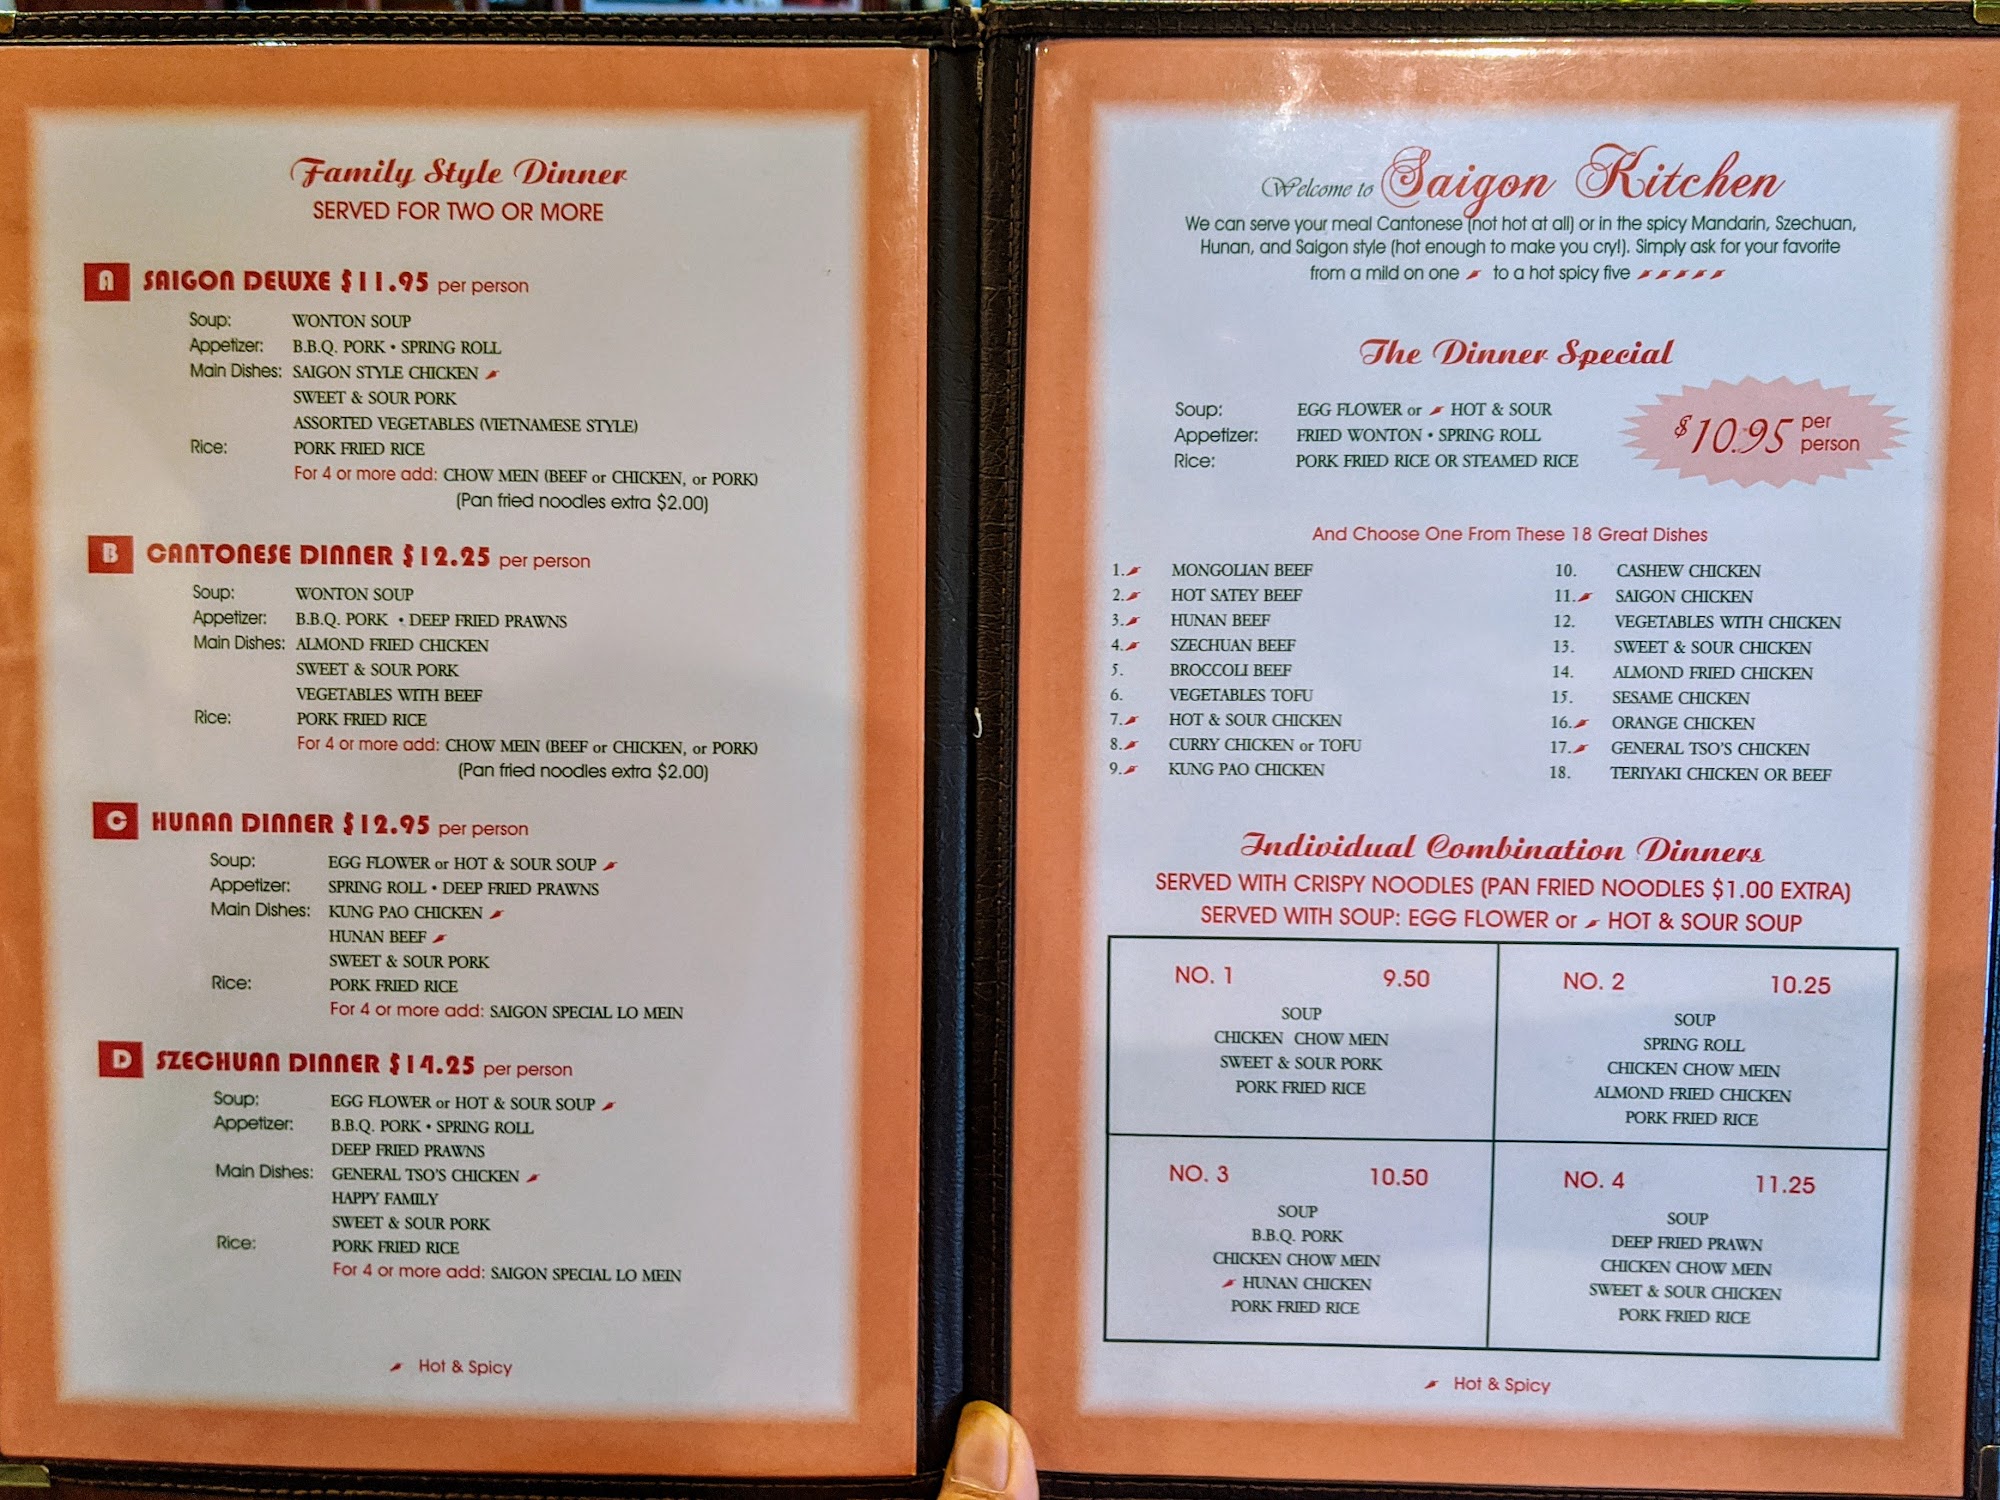 Family Style Dinner
SERVED FOR TWO OR MORE
A SAIGON DELUXE $11.95 per person
Soup: WONTON SOUP
Appetizer: B.B.Q. PORK • SPRING ROLL
Main Dishes: SAIGON STYLE CHICKEN
SWEET & SOUR PORK
ASSORTED VEGETABLES (VIETNAMESE STYLE)
Rice: PORK FRIED RICE
For 4 or more add: CHOW MEIN (BEEF or CHICKEN, or PORK)
(Pan fried noodles extra $2.00)
B CANTONESE DINNER $12.25 per person
Soup: WONTON SOUP
Appetizer: B.B.Q. PORK • DEEP FRIED PRAWNS
Main Dishes: ALMOND FRIED CHICKEN
SWEET & SOUR PORK
VEGETABLES WITH BEEF
Rice: PORK FRIED RICE
For 4 or more add: CHOW MEIN (BEEF or CHICKEN, or PORK)
(Pan fried noodles extra $2.00)
C HUNAN DINNER $12.95 per person
Soup: EGG FLOWER or HOT & SOUR SOUP
Appetizer: SPRING ROLL • DEEP FRIED PRAWNS
Main Dishes: KUNG PAO CHICKEN
HUNAN BEEF
SWEET & SOUR PORK
Rice: PORK FRIED RICE
For 4 or more add: SAIGON SPECIAL LO MEIN
D SZECHUAN DINNER $14.25 per person
Soup: EGG FLOWER or HOT & SOUR SOUP
Appetizer: B.B.Q. PORK • SPRING ROLL
DEEP FRIED PRAWNS
Main Dishes: GENERAL TSO'S CHICKEN
HAPPY FAMILY
SWEET & SOUR PORK
Rice: PORK FRIED RICE
For 4 or more add: SAIGON SPECIAL LO MEIN
Hot & Spicy
Welcome to Saigon Kitchen
We can serve your meal Cantonese (not hot at all) or in the spicy Mandarin, Szechuan,
Hunan, and Saigon style (hot enough to make you cry!). Simply ask for your favorite
from a mild on one to a hot spicy five
The Dinner Special
Soup: EGG FLOWER or HOT & SOUR
Appetizer: FRIED WONTON • SPRING ROLL
Rice: PORK FRIED RICE OR STEAMED RICE
$10.95 per person
And Choose One From These 18 Great Dishes
1. MONGOLIAN BEEF
2. HOT SATEY BEEF
3. HUNAN BEEF
4. SZECHUAN BEEF
5. BROCCOLI BEEF
6. VEGETABLES TOFU
7. HOT & SOUR CHICKEN
8. CURRY CHICKEN or TOFU
9. KUNG PAO CHICKEN
10. CASHEW CHICKEN
11. SAIGON CHICKEN
12. VEGETABLES WITH CHICKEN
13. SWEET & SOUR CHICKEN
14. ALMOND FRIED CHICKEN
15. SESAME CHICKEN
16. ORANGE CHICKEN
17. GENERAL TSO'S CHICKEN
18. TERIYAKI CHICKEN OR BEEF
Individual Combination Dinners
SERVED WITH CRISPY NOODLES (PAN FRIED NOODLES $1.00 EXTRA)
SERVED WITH SOUP: EGG FLOWER or HOT & SOUR SOUP
NO. 1 9.50
SOUP
CHICKEN CHOW MEIN
SWEET & SOUR PORK
PORK FRIED RICE
NO. 2 10.25
SOUP
SPRING ROLL
CHICKEN CHOW MEIN
ALMOND FRIED CHICKEN
PORK FRIED RICE
NO. 3 10.50
SOUP
B.B.Q. PORK
CHICKEN CHOW MEIN
HUNAN CHICKEN
PORK FRIED RICE
NO. 4 11.25
SOUP
DEEP FRIED PRAWN
CHICKEN CHOW MEIN
SWEET & SOUR CHICKEN
PORK FRIED RICE
Hot & Spicy